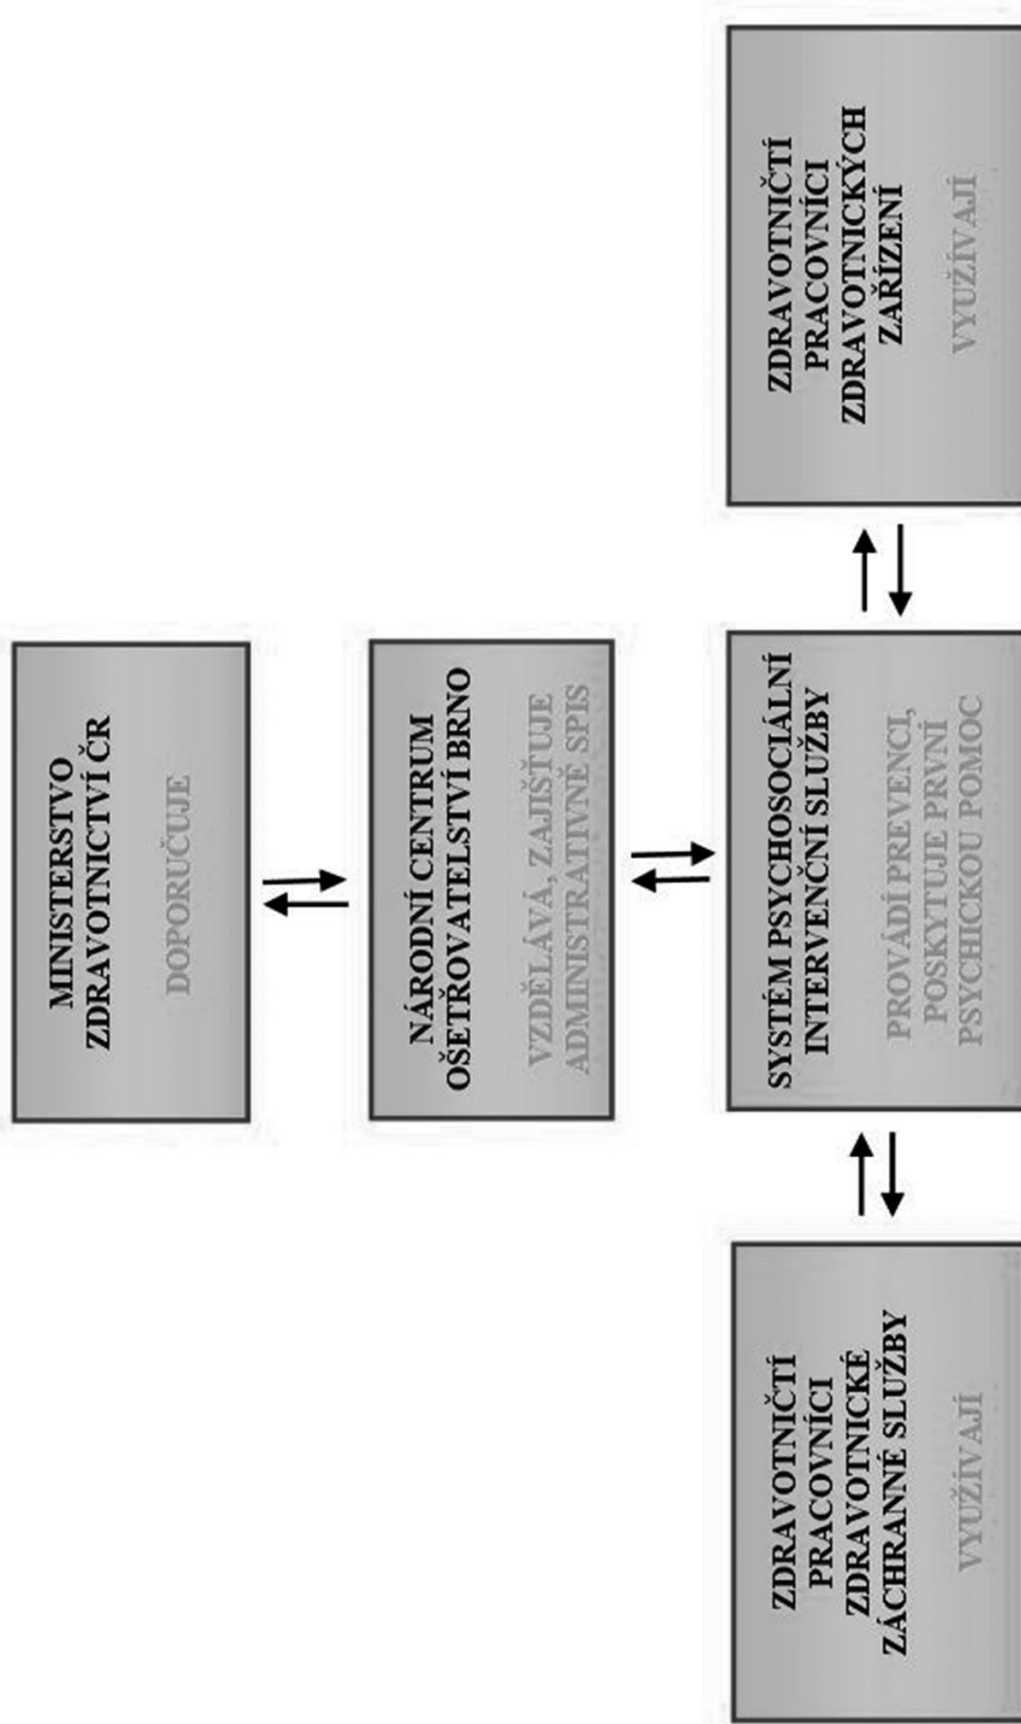 MINISTERSTVO
ZDRAVOTNICTVÍ ČR
DOPORUČUJE
NÁRODNÍ CENTRUM
OŠETŘOVATELSTVÍ BRNO
VZDĚLÁVÁ, ZAJIŠŤUJE
ADMINISTRATIVNĚ SPIS
ZDRAVOTNIČTÍ
PRACOVNÍCI
ZDRAVOTNICKÉ
ZÁCHRANNÉ SLUŽBY
VYUŽÍVAJÍ
SYSTÉM PSYCHOSOCIÁLNÍ
INTERVENČNÍ SLUŽBY
PROVÁDÍ PREVENCI,
POSKYTUJE PRVNÍ
PSYCHICKOU POMOC
ZDRAVOTNIČTÍ
PRACOVNÍCI
ZDRAVOTNICKÝCH
ZAŘÍZENÍ
VYUŽÍVAJÍ